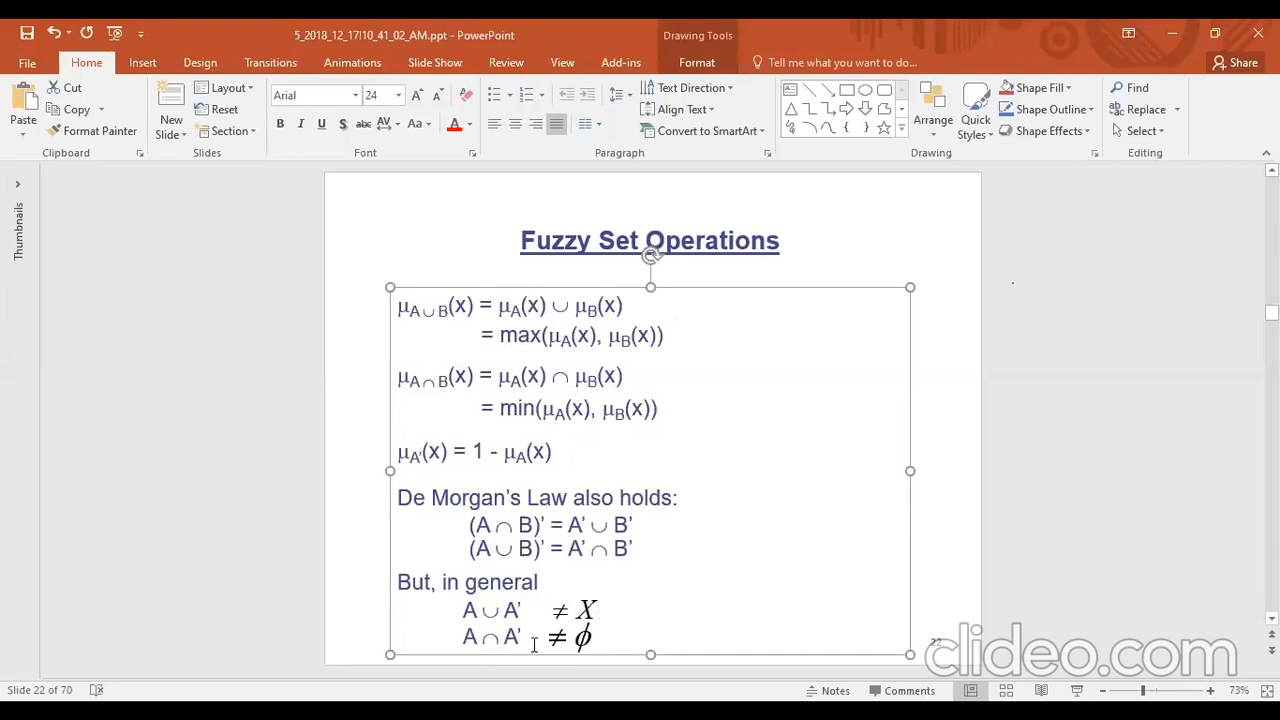 5_2018_12_17!10_41_02_AM.ppt - PowerPoint
Drawing Tools
File Home Insert Design Transitions Animations Slide Show Review View Add-ins Format Tell me what you want to do... Share
Paste
Cut
Copy
Format Painter
Clipboard
New Slide
Layout
Reset
Section
Slides
Arial 24
B I U S abc AV Aa A
Font
Text Direction
Align Text
Convert to SmartArt
Paragraph
Arrange
Quick Styles
Shape Fill
Shape Outline
Shape Effects
Drawing
Find
Replace
Select
Editing
Thumbnails
Fuzzy Set Operations
μA ∪ B(x) = μA(x) ∪ μB(x)
= max(μA(x), μB(x))
μA ∩ B(x) = μA(x) ∩ μB(x)
= min(μA(x), μB(x))
μA'(x) = 1 - μA(x)
De Morgan's Law also holds:
(A ∩ B)' = A' ∪ B'
(A ∪ B)' = A' ∩ B'
But, in general
A ∪ A' ≠ X
A ∩ A' ≠ ϕ
22
clideo.com
Slide 22 of 70
Notes
Comments
73%